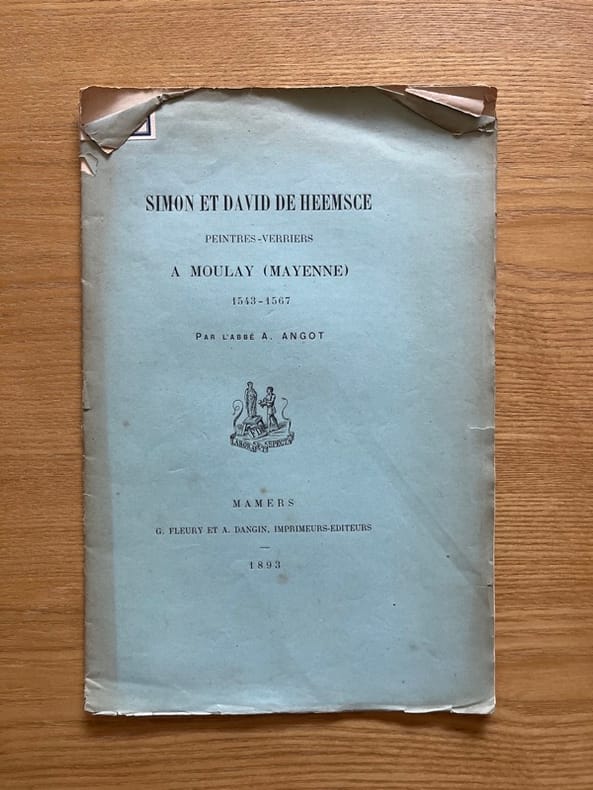 SIMON ET DAVID DE HEEMSCE
PEINTRES-VERRIERS
A MOULAY (MAYENNE)
1543-1567
PAR L'ABBÉ A. ANGOT
MAMERS
G. FLEURY ET A. DANGIN, IMPRIMEURS-EDITEURS
—
1893